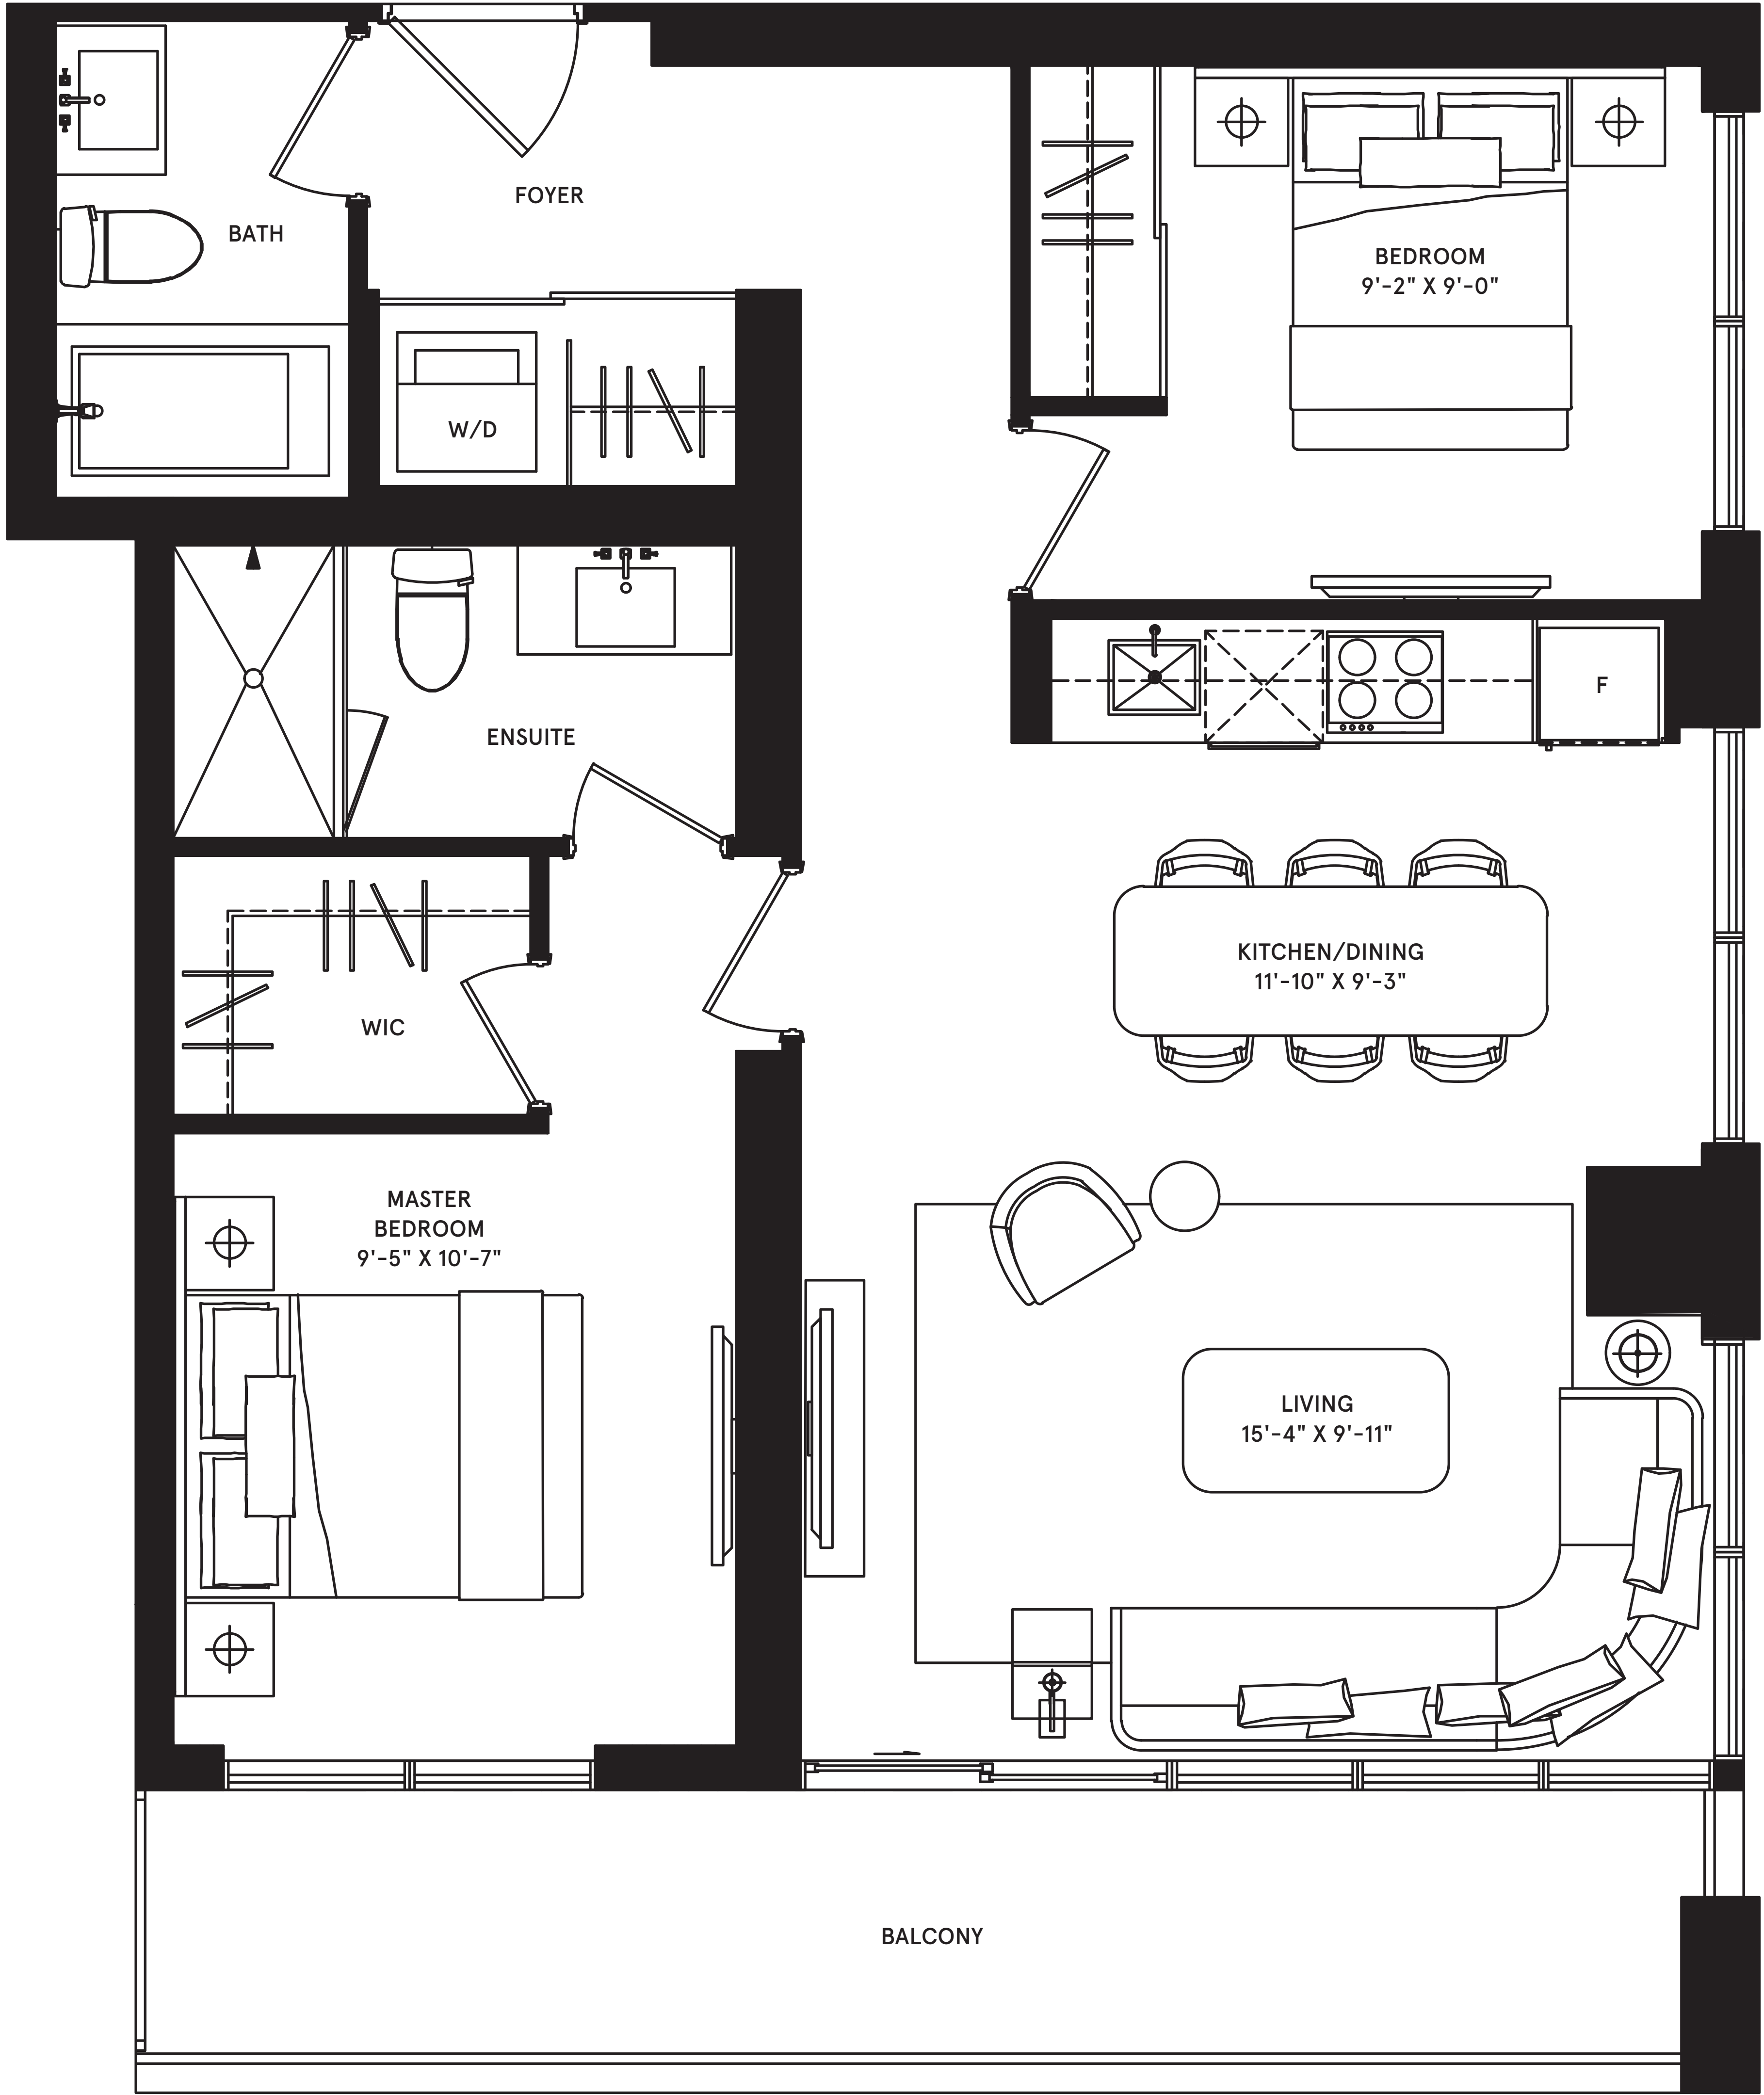 FOYER
BATH
BEDROOM
9'-2" X 9'-0"
W/D
F
ENSUITE
KITCHEN/DINING
11'-10" X 9'-3"
WIC
MASTER
BEDROOM
9'-5" X 10'-7"
LIVING
15'-4" X 9'-11"
BALCONY